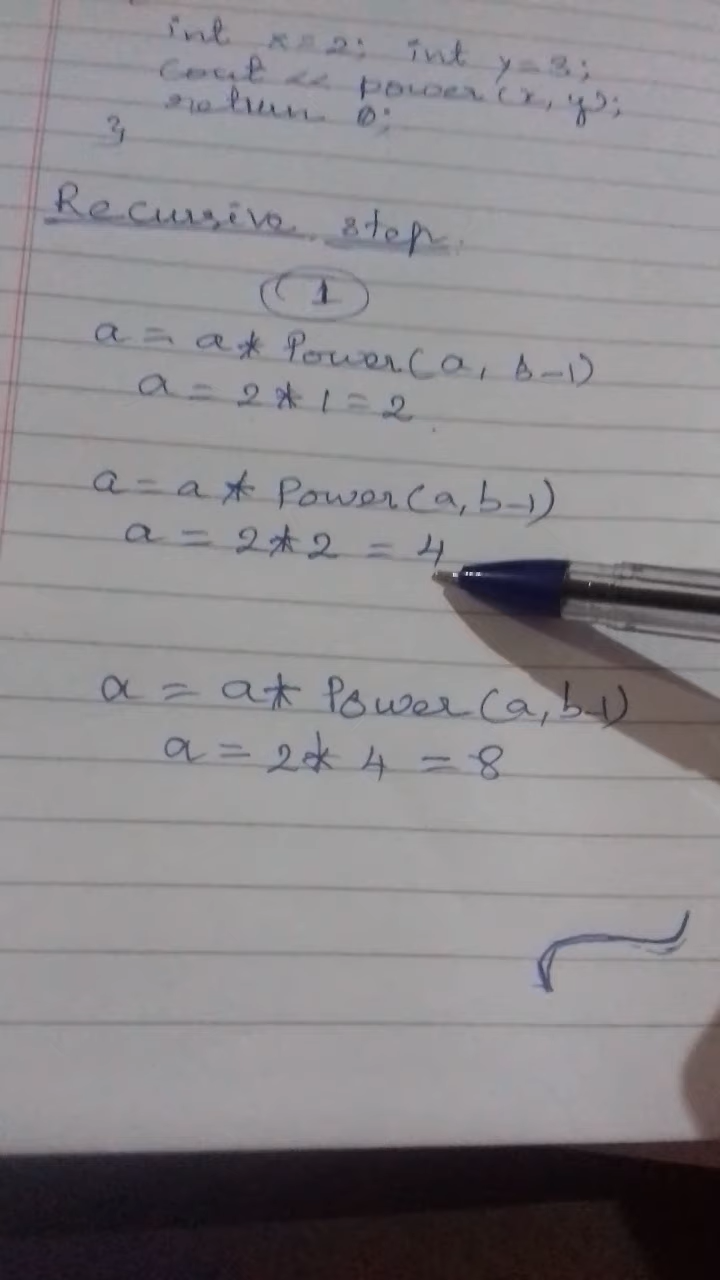 int x=2; int y=3;
cout << power(x, y);
return 0;
}
Recursive step.
1
a = a* Power(a, b-1)
a = 2*1 = 2
a = a* Power(a, b-1)
a = 2*2 = 4
a = a* Power(a, b-1)
a = 2* 4 = 8